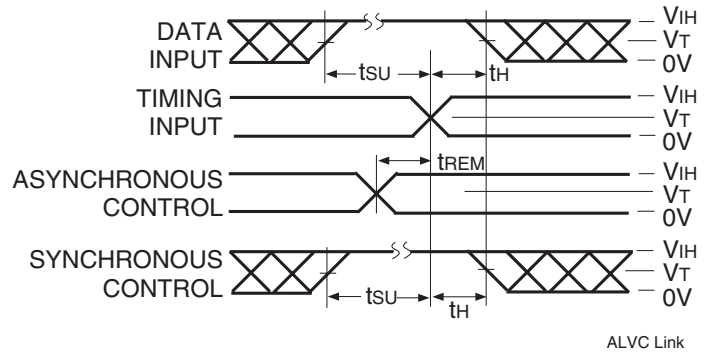 DATA
INPUT
tSU
tH
VIH
VT
0V
TIMING
INPUT
VIH
VT
0V
tREM
ASYNCHRONOUS
CONTROL
VIH
VT
0V
SYNCHRONOUS
CONTROL
tSU
tH
VIH
VT
0V
ALVC Link